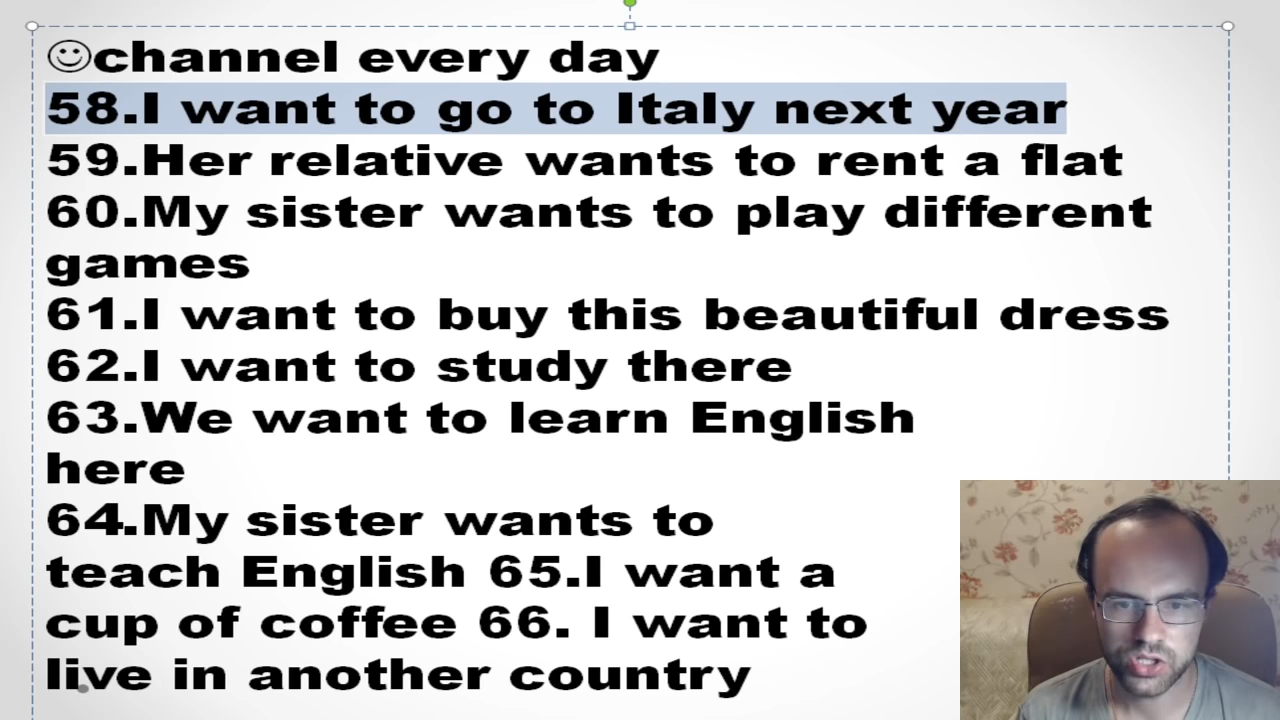 ☺channel every day
58.I want to go to Italy next year
59.Her relative wants to rent a flat
60.My sister wants to play different
games
61.I want to buy this beautiful dress
62.I want to study there
63.We want to learn English
here
64.My sister wants to
teach English 65.I want a
cup of coffee 66. I want to
live in another country